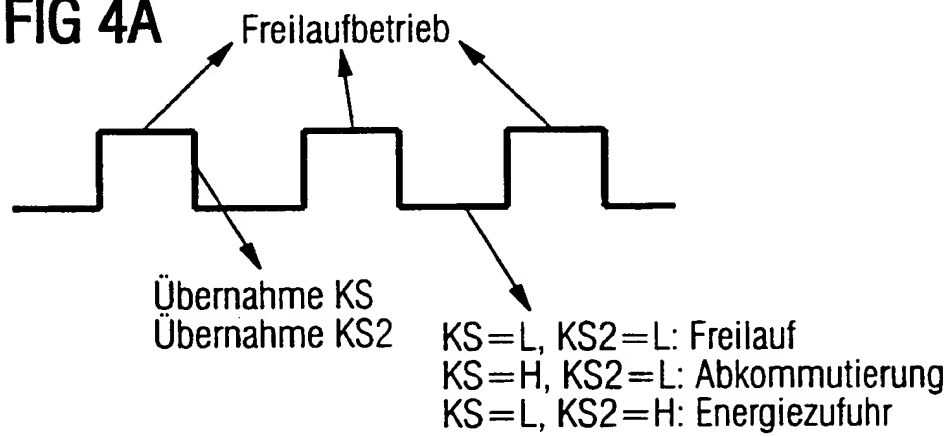 FIG 4A
Freilaufbetrieb
Übernahme KS
Übernahme KS2
KS=L, KS2=L: Freilauf
KS=H, KS2=L: Abkommutierung
KS=L, KS2=H: Energiezufuhr